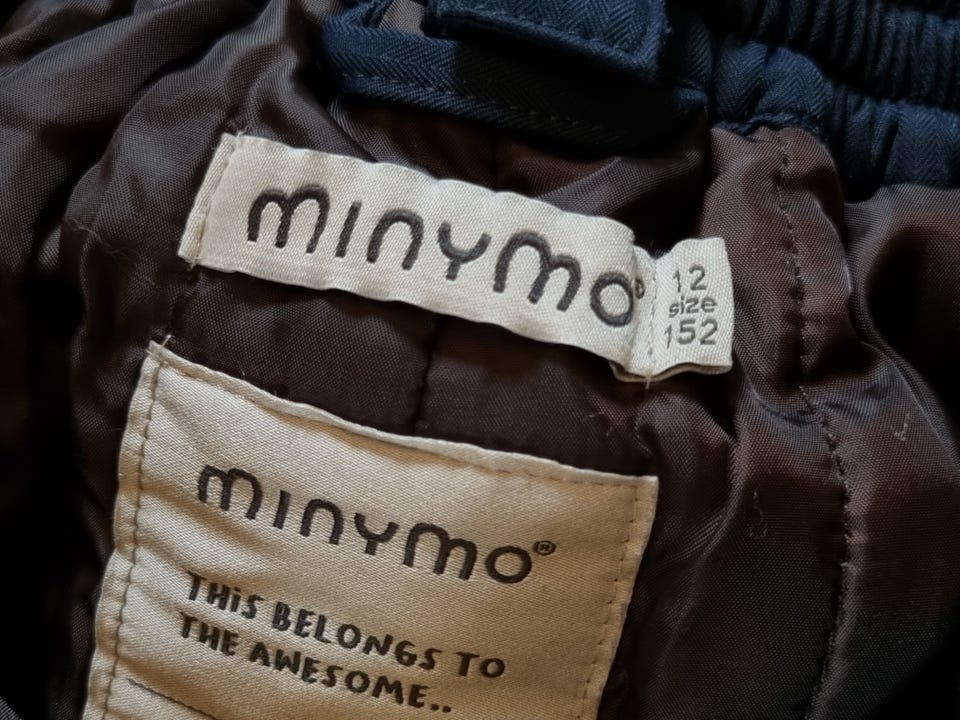 minymo
12
size
152
minymo®
THiS BELONGS TO
THE AWESOME..